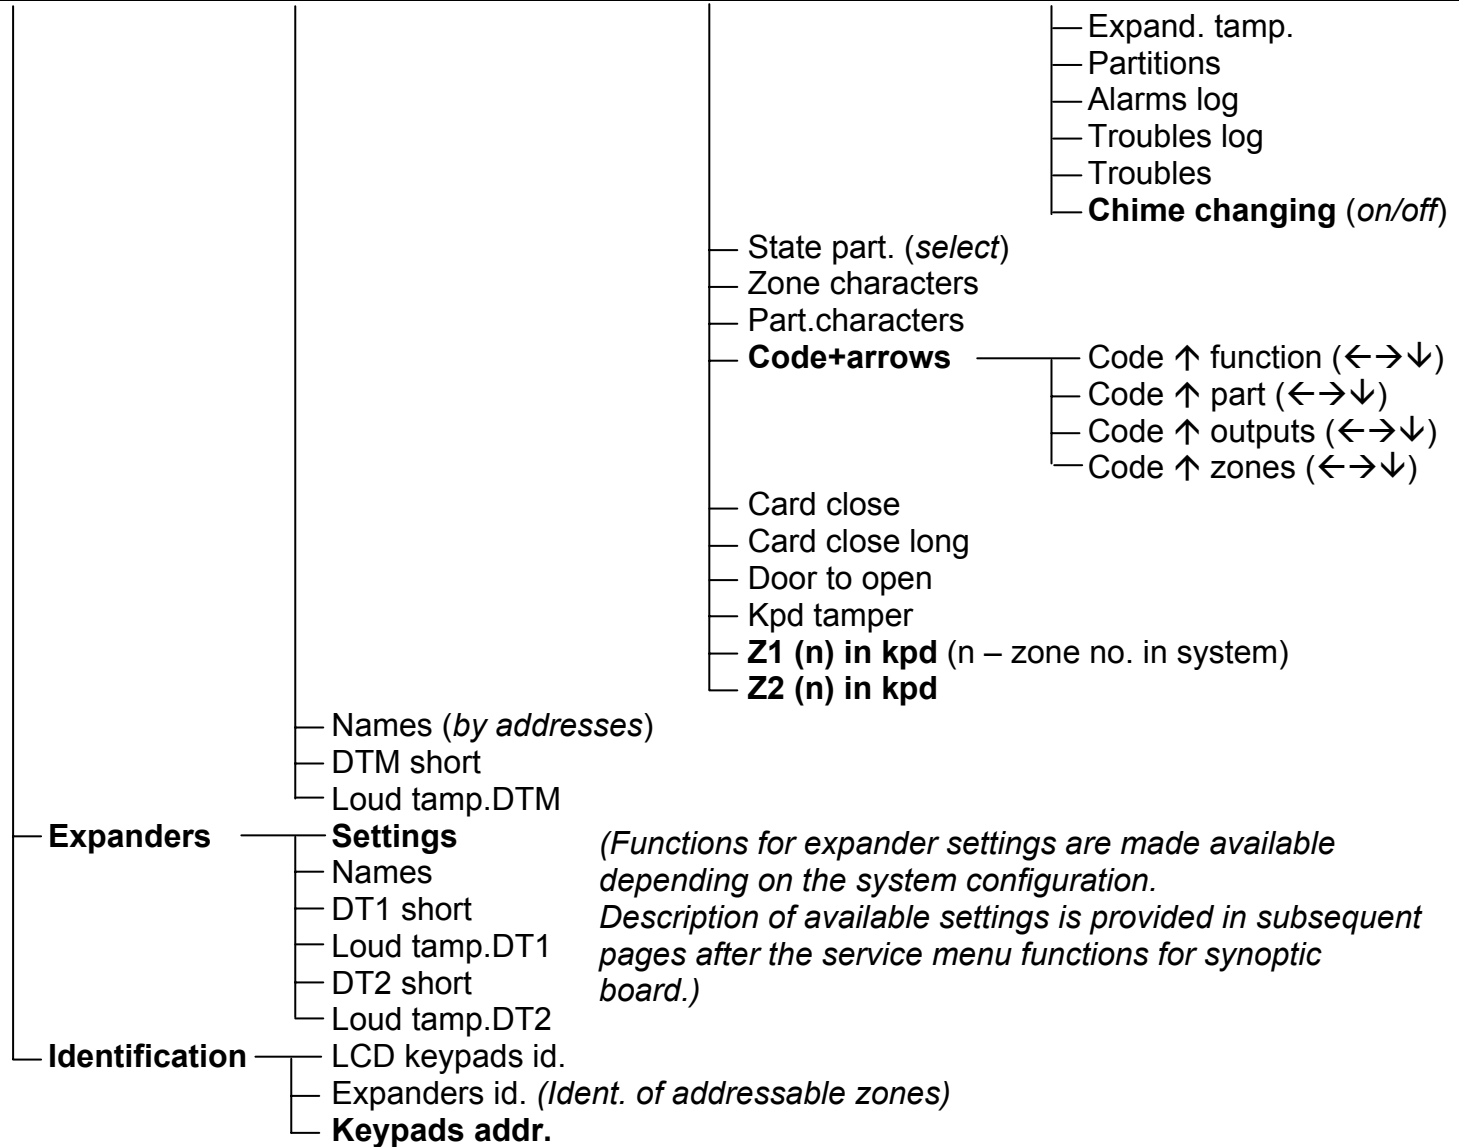 Expand. tamp.
Partitions
Alarms log
Troubles log
Troubles
Chime changing (on/off)
State part. (select)
Zone characters
Part.characters
Code+arrows
Code ↑ function (←→↓)
Code ↑ part (←→↓)
Code ↑ outputs (←→↓)
Code ↑ zones (←→↓)
Card close
Card close long
Door to open
Kpd tamper
Z1 (n) in kpd (n – zone no. in system)
Z2 (n) in kpd
Names (by addresses)
DTM short
Loud tamp.DTM
Expanders
Settings
Names
DT1 short
Loud tamp.DT1
DT2 short
Loud tamp.DT2
(Functions for expander settings are made available
depending on the system configuration.
Description of available settings is provided in subsequent
pages after the service menu functions for synoptic
board.)
Identification
LCD keypads id.
Expanders id. (Ident. of addressable zones)
Keypads addr.